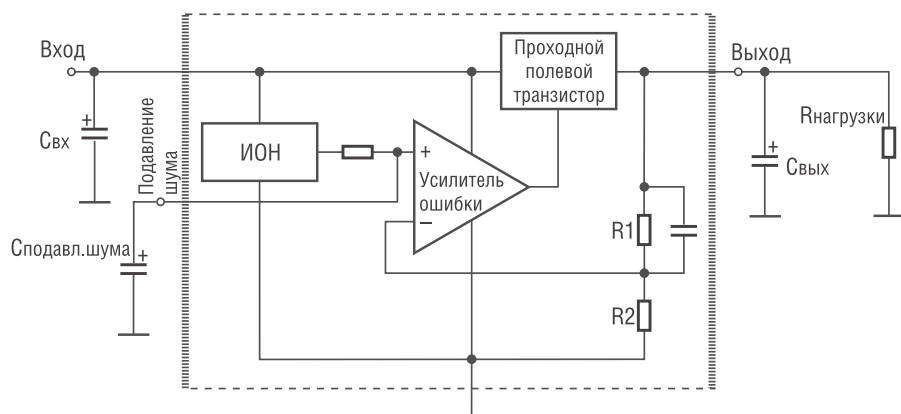 Вход
Проходной
полевой
транзистор
Выход
+
Свх
Подавление
шума
ИОН
+
Усилитель
ошибки
−
+
Свых
Rнагрузки
R1
Сподавл.шума
+
R2